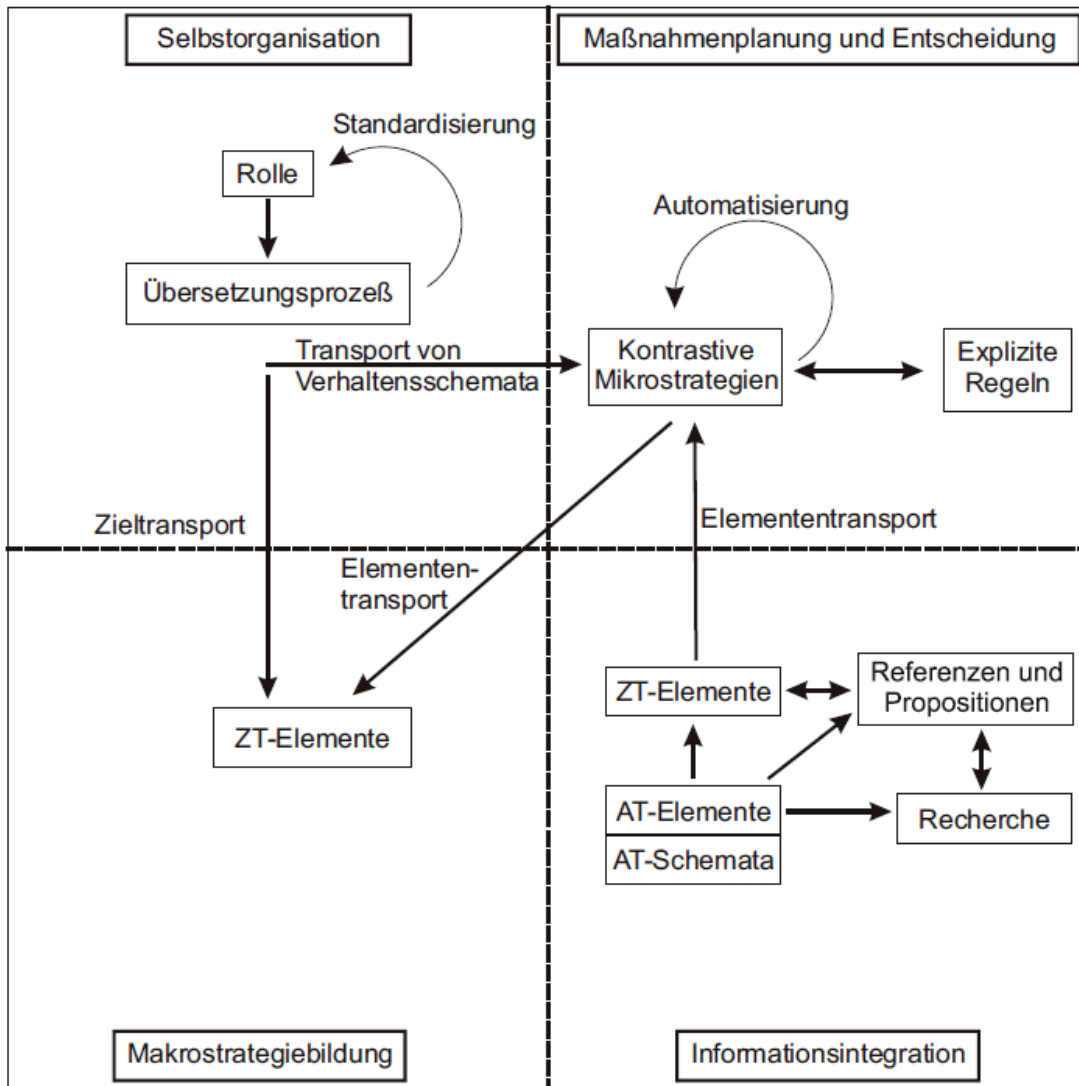 Selbstorganisation
Maßnahmenplanung und Entscheidung
Standardisierung
Rolle
Übersetzungsprozeß
Automatisierung
Transport von
Verhaltensschemata
Kontrastive
Mikrostrategien
Explizite
Regeln
Zieltransport
Elemententransport
Elementen-
transport
ZT-Elemente
ZT-Elemente
Referenzen und
Propositionen
AT-Elemente
AT-Schemata
Recherche
Makrostrategiebildung
Informationsintegration